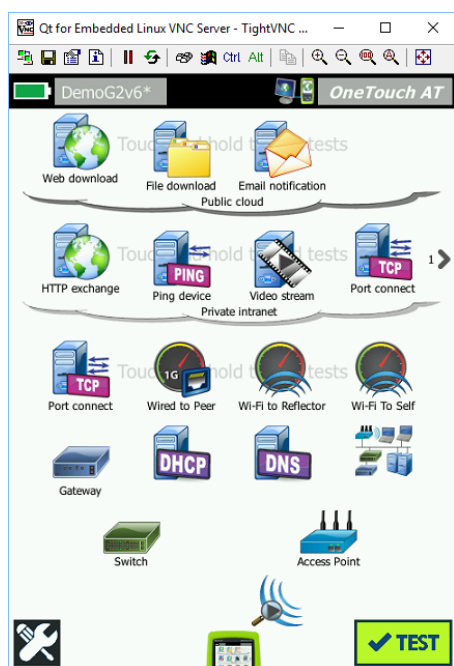 Qt for Embedded Linux VNC Server - TightVNC ...
Ctrl Alt
DemoG2v6*
OneTouch AT
Touch and hold to add tests
Web download
File download
Email notification
Public cloud
Touch and hold to add tests
PING
TCP
1
HTTP exchange
Ping device
Video stream
Port connect
Private intranet
Touch and hold to add tests
TCP
1G
Port connect
Wired to Peer
Wi-Fi to Reflector
Wi-Fi To Self
DHCP
DNS
Gateway
Switch
Access Point
TEST